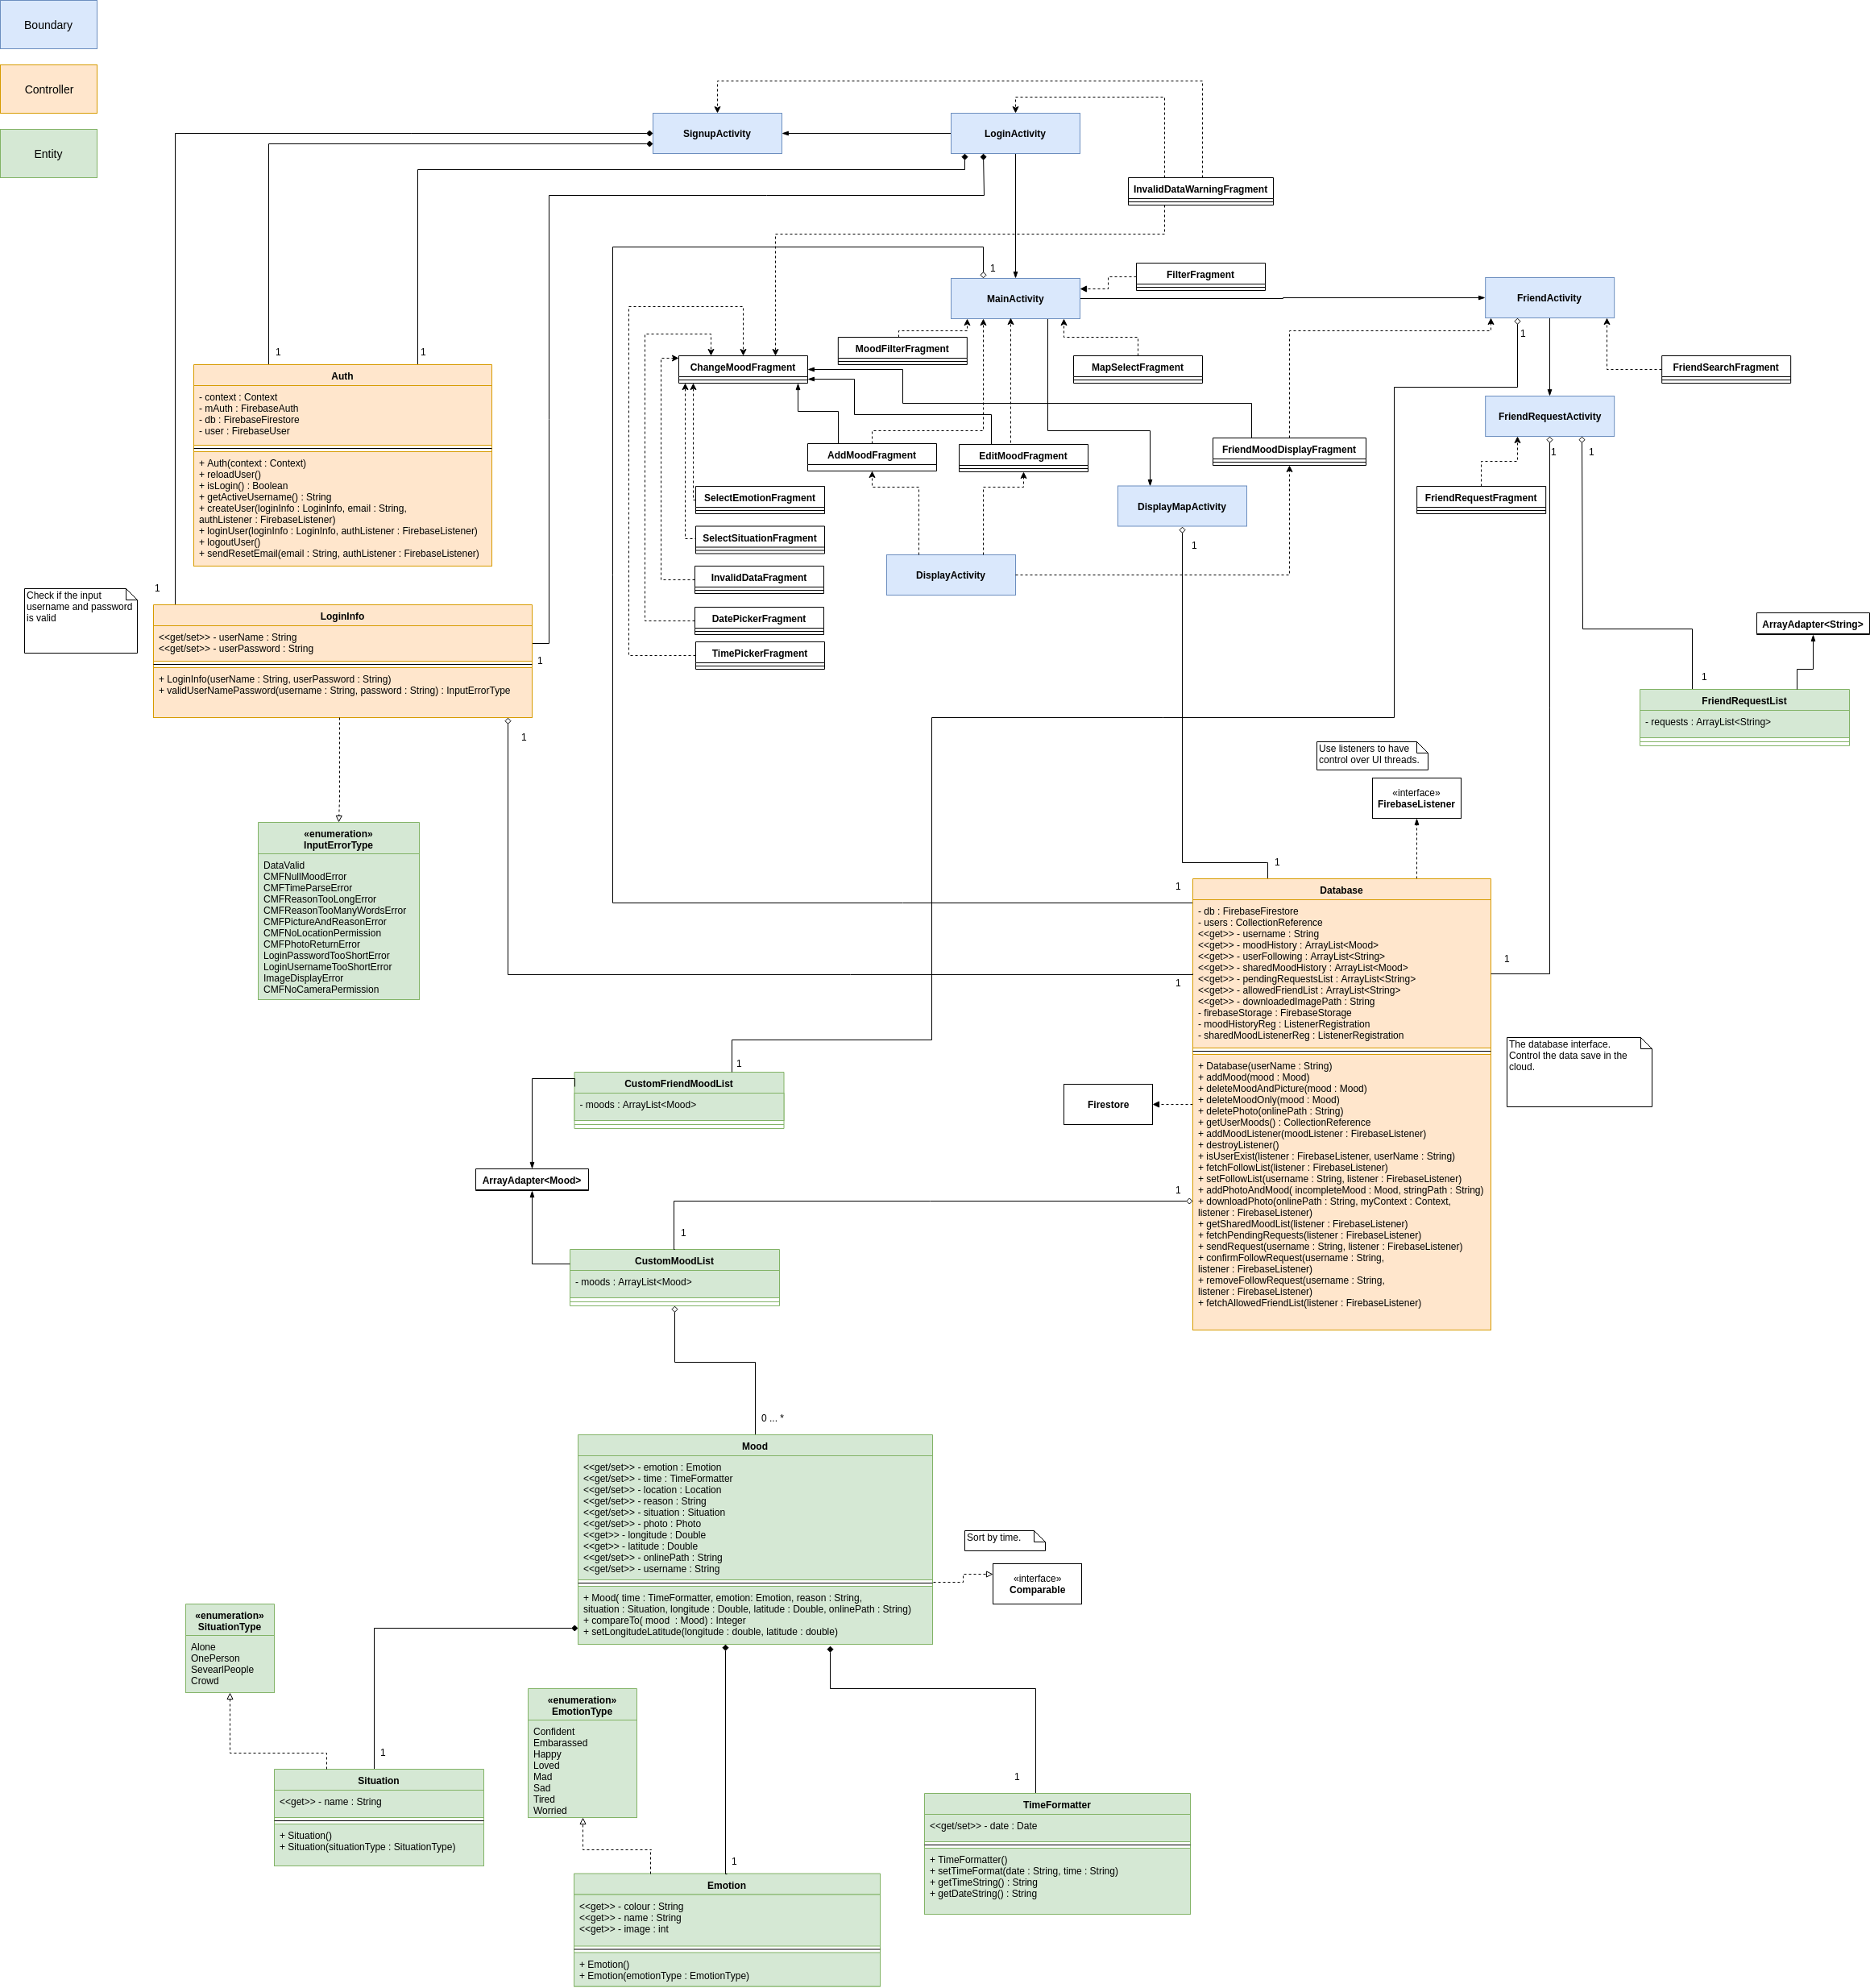 Boundary
Controller
Entity
SignupActivity
LoginActivity
InvalidDataWarningFragment
1
FilterFragment
MainActivity
FriendActivity
1
MoodFilterFragment
1
1
ChangeMoodFragment
MapSelectFragment
FriendSearchFragment
Auth
- context : Context
- mAuth : FirebaseAuth
- db : FirebaseFirestore
- user : FirebaseUser
+ Auth(context : Context)
+ reloadUser()
+ isLogin() : Boolean
+ getActiveUsername() : String
+ createUser(loginInfo : LoginInfo, email : String,
authListener : FirebaseListener)
+ loginUser(loginInfo : LoginInfo, authListener : FirebaseListener)
+ logoutUser()
+ sendResetEmail(email : String, authListener : FirebaseListener)
FriendRequestActivity
AddMoodFragment
EditMoodFragment
FriendMoodDisplayFragment
1
1
SelectEmotionFragment
DisplayMapActivity
FriendRequestFragment
SelectSituationFragment
1
InvalidDataFragment
DisplayActivity
DatePickerFragment
TimePickerFragment
1
Check if the input
username and password
is valid
LoginInfo
<<get/set>> - userName : String
<<get/set>> - userPassword : String
+ LoginInfo(userName : String, userPassword : String)
+ validUserNamePassword(username : String, password : String) : InputErrorType
1
1
ArrayAdapter<String>
1
FriendRequestList
- requests : ArrayList<String>
Use listeners to have
control over UI threads.
«interface»
FirebaseListener
«enumeration»
InputErrorType
DataValid
CMFNullMoodError
CMFTimeParseError
CMFReasonTooLongError
CMFReasonTooManyWordsError
CMFPictureAndReasonError
CMFNoLocationPermission
CMFPhotoReturnError
LoginPasswordTooShortError
LoginUsernameTooShortError
ImageDisplayError
CMFNoCameraPermission
1
1
1
1
Database
- db : FirebaseFirestore
- users : CollectionReference
<<get>> - username : String
<<get>> - moodHistory : ArrayList<Mood>
<<get>> - userFollowing : ArrayList<String>
<<get>> - sharedMoodHistory : ArrayList<Mood>
<<get>> - pendingRequestsList : ArrayList<String>
<<get>> - allowedFriendList : ArrayList<String>
<<get>> - downloadedImagePath : String
- firebaseStorage : FirebaseStorage
- moodHistoryReg : ListenerRegistration
- sharedMoodListenerReg : ListenerRegistration
+ Database(userName : String)
+ addMood(mood : Mood)
+ deleteMoodAndPicture(mood : Mood)
+ deleteMoodOnly(mood : Mood)
+ deletePhoto(onlinePath : String)
+ getUserMoods() : CollectionReference
+ addMoodListener(moodListener : FirebaseListener)
+ destroyListener()
+ isUserExist(listener : FirebaseListener, userName : String)
+ fetchFollowList(listener : FirebaseListener)
+ setFollowList(username : String, listener : FirebaseListener)
+ addPhotoAndMood( incompleteMood : Mood, stringPath : String)
+ downloadPhoto(onlinePath : String, myContext : Context,
listener : FirebaseListener)
+ getSharedMoodList(listener : FirebaseListener)
+ fetchPendingRequests(listener : FirebaseListener)
+ sendRequest(username : String, listener : FirebaseListener)
+ confirmFollowRequest(username : String,
listener : FirebaseListener)
+ removeFollowRequest(username : String,
listener : FirebaseListener)
+ fetchAllowedFriendList(listener : FirebaseListener)
The database interface.
Control the data save in the
cloud.
Firestore
1
CustomFriendMoodList
- moods : ArrayList<Mood>
ArrayAdapter<Mood>
1
1
CustomMoodList
- moods : ArrayList<Mood>
0 ... *
Mood
<<get/set>> - emotion : Emotion
<<get/set>> - time : TimeFormatter
<<get/set>> - location : Location
<<get/set>> - reason : String
<<get/set>> - situation : Situation
<<get/set>> - photo : Photo
<<get>> - longitude : Double
<<get>> - latitude : Double
<<get/set>> - onlinePath : String
<<get/set>> - username : String
+ Mood( time : TimeFormatter, emotion: Emotion, reason : String,
situation : Situation, longitude : Double, latitude : Double, onlinePath : String)
+ compareTo( mood : Mood) : Integer
+ setLongitudeLatitude(longitude : double, latitude : double)
Sort by time.
«interface»
Comparable
«enumeration»
SituationType
Alone
OnePerson
SevearlPeople
Crowd
«enumeration»
EmotionType
Confident
Embarassed
Happy
Loved
Mad
Sad
Tired
Worried
1
Situation
<<get>> - name : String
+ Situation()
+ Situation(situationType : SituationType)
1
TimeFormatter
<<get/set>> - date : Date
+ TimeFormatter()
+ setTimeFormat(date : String, time : String)
+ getTimeString() : String
+ getDateString() : String
1
Emotion
<<get>> - colour : String
<<get>> - name : String
<<get>> - image : int
+ Emotion()
+ Emotion(emotionType : EmotionType)